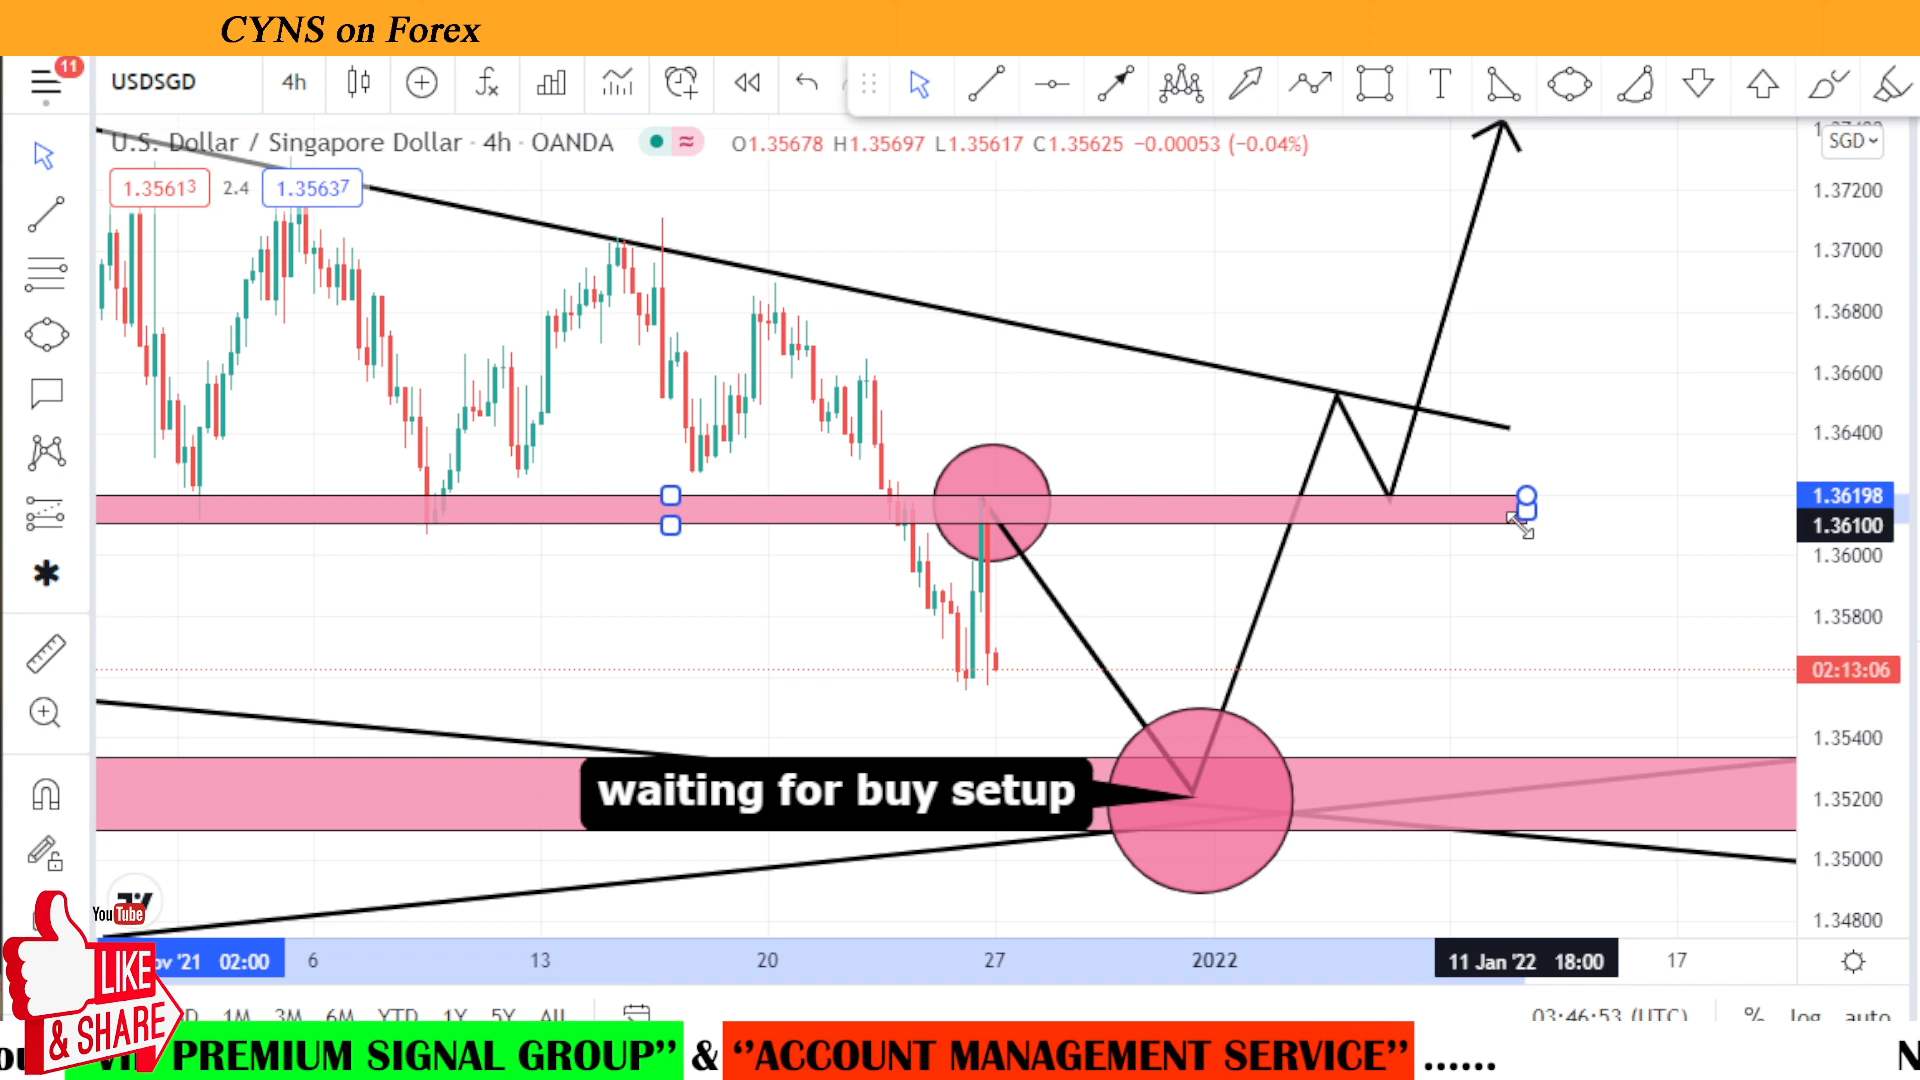 CYNS on Forex
11
USDSGD
4h
U.S. Dollar / Singapore Dollar · 4h · OANDA
O1.35678 H1.35697 L1.35617 C1.35625 −0.00053 (−0.04%)
SGD
1.35613
2.4
1.35637
1.37200
1.37000
1.36800
1.36600
1.36400
1.36198
1.36100
1.36000
1.35800
02:13:06
1.35400
waiting for buy setup
1.35200
1.35000
1.34800
YouTube
'21 02:00
6
13
20
27
2022
11 Jan '22 18:00
17
LIKE
& SHARE
1M 3M 6M YTD 1Y 5Y All
03:46:53 (UTC)
% log auto
PREMIUM SIGNAL GROUP” & “ACCOUNT MANAGEMENT SERVICE” ......
N